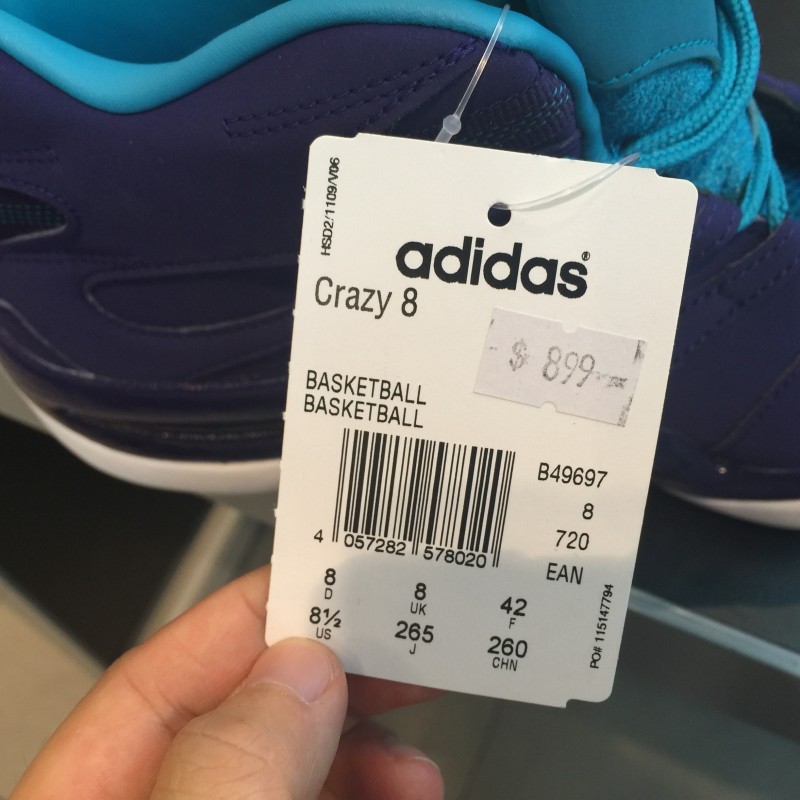 HSD2/1109/V06
adidas®
Crazy 8
- $ 899
BASKETBALL
BASKETBALL
B49697
8
720
EAN
4 057282 578020
8 D 8 UK 42 F
8½ US 265 J 260 CHN
PO# 115147794